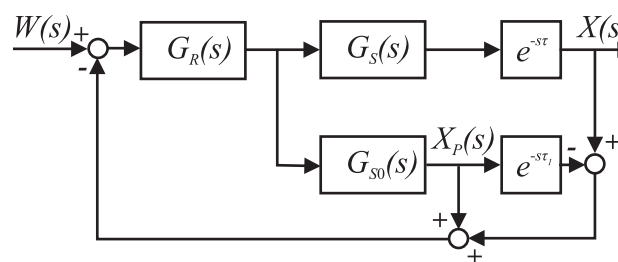 W(s)
+
-
G_R(s)
G_S(s)
e^{-sτ}
X(s
X_P(s)
G_{S0}(s)
e^{-sτ_1}
-
+
+
+